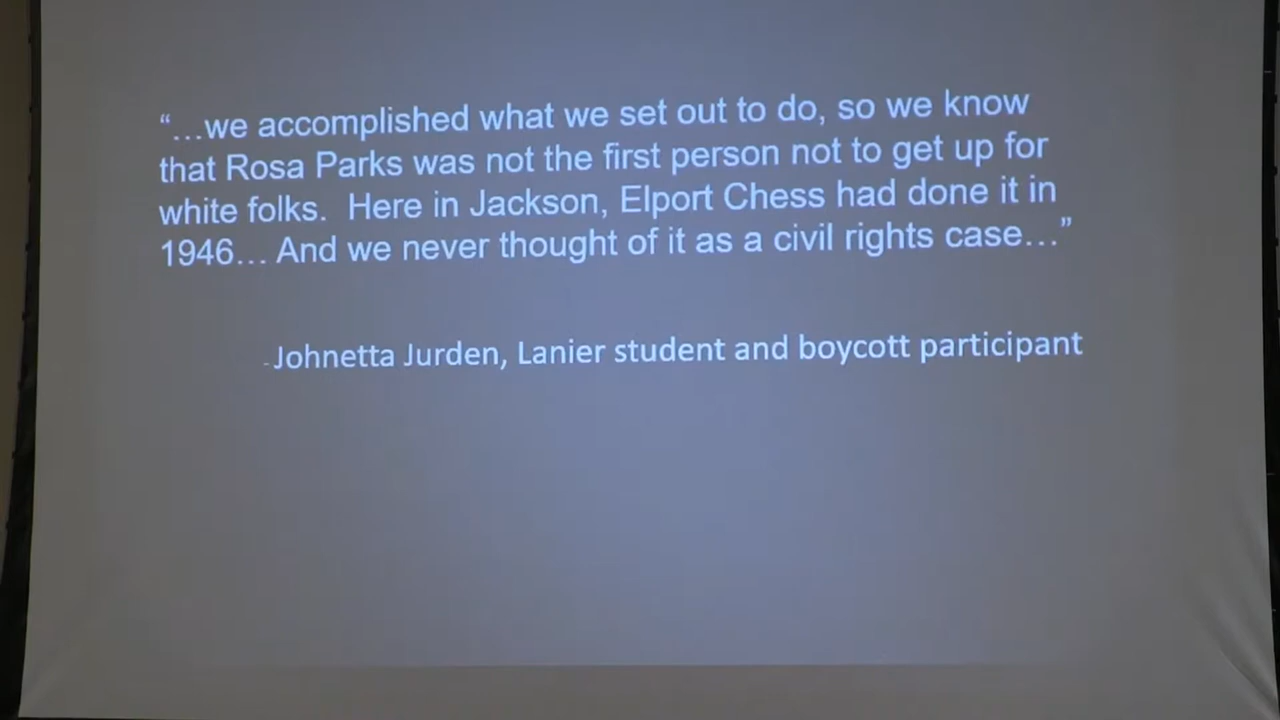 “…we accomplished what we set out to do, so we know
that Rosa Parks was not the first person not to get up for
white folks.  Here in Jackson, Elport Chess had done it in
1946… And we never thought of it as a civil rights case…”
-Johnetta Jurden, Lanier student and boycott participant